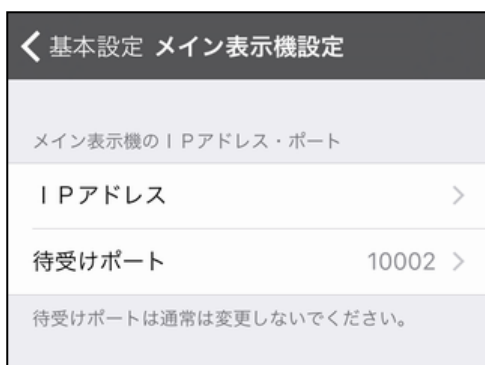 基本設定 メイン表示機設定
メイン表示機のIPアドレス・ポート
IPアドレス
待受けポート 10002
待受けポートは通常は変更しないでください。